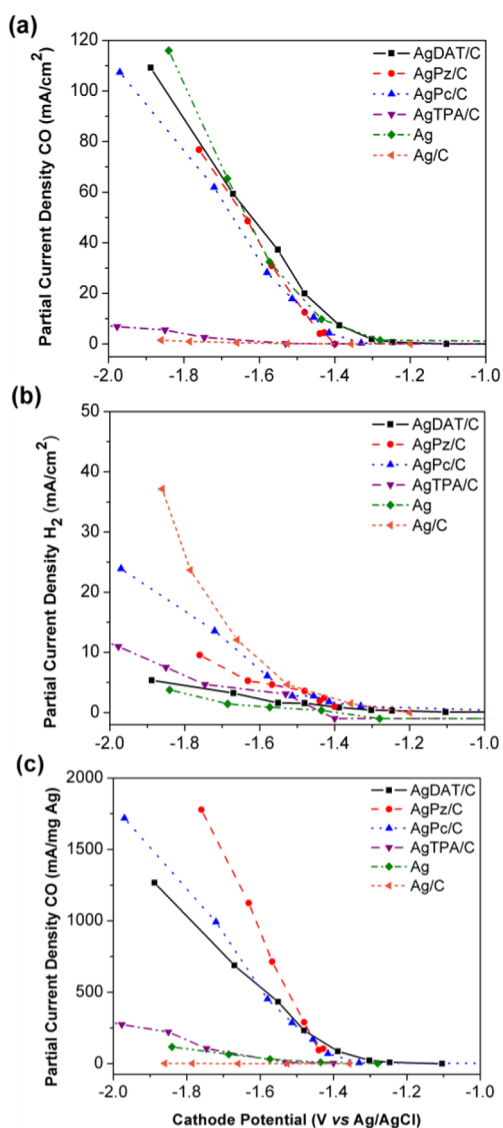 (a)
Partial Current Density CO (mA/cm²)
120
100
80
60
40
20
0
AgDAT/C
AgPz/C
AgPc/C
AgTPA/C
Ag
Ag/C
-2.0 -1.8 -1.6 -1.4 -1.2 -1.0
(b)
Partial Current Density H₂ (mA/cm²)
50
40
30
20
10
0
AgDAT/C
AgPz/C
AgPc/C
AgTPA/C
Ag
Ag/C
-2.0 -1.8 -1.6 -1.4 -1.2 -1.0
(c)
Partial Current Density CO (mA/mg Ag)
2000
1500
1000
500
0
AgDAT/C
AgPz/C
AgPc/C
AgTPA/C
Ag
Ag/C
-2.0 -1.8 -1.6 -1.4 -1.2 -1.0
Cathode Potential (V vs Ag/AgCl)